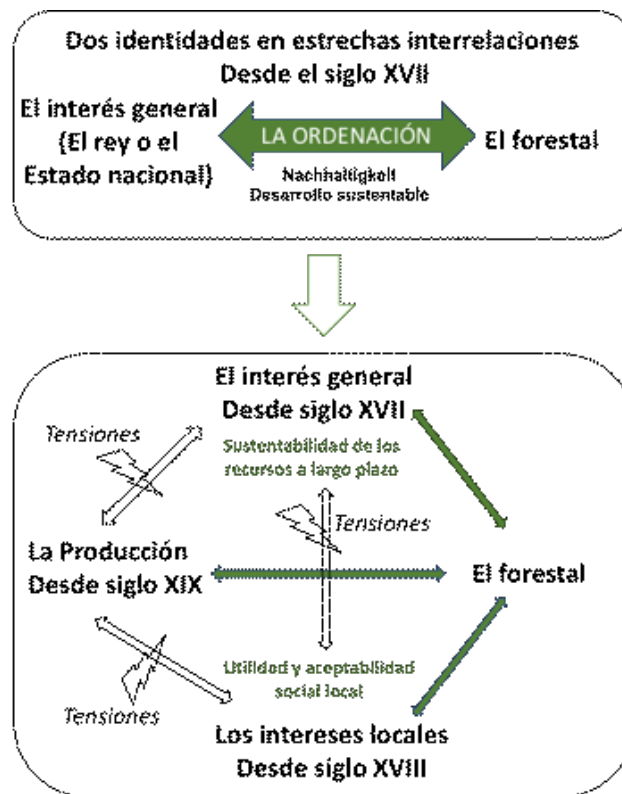 Dos identidades en estrechas interrelaciones
Desde el siglo XVII
El interés general
(El rey o el
Estado nacional)
LA ORDENACIÓN
El forestal
Nachhaltigkeit
Desarrollo sustentable
El interés general
Desde siglo XVII
Tensiones
Sustentabilidad de los
recursos a largo plazo
Tensiones
La Producción
Desde siglo XIX
El forestal
Utilidad y aceptabilidad
social local
Tensiones
Los intereses locales
Desde siglo XVIII